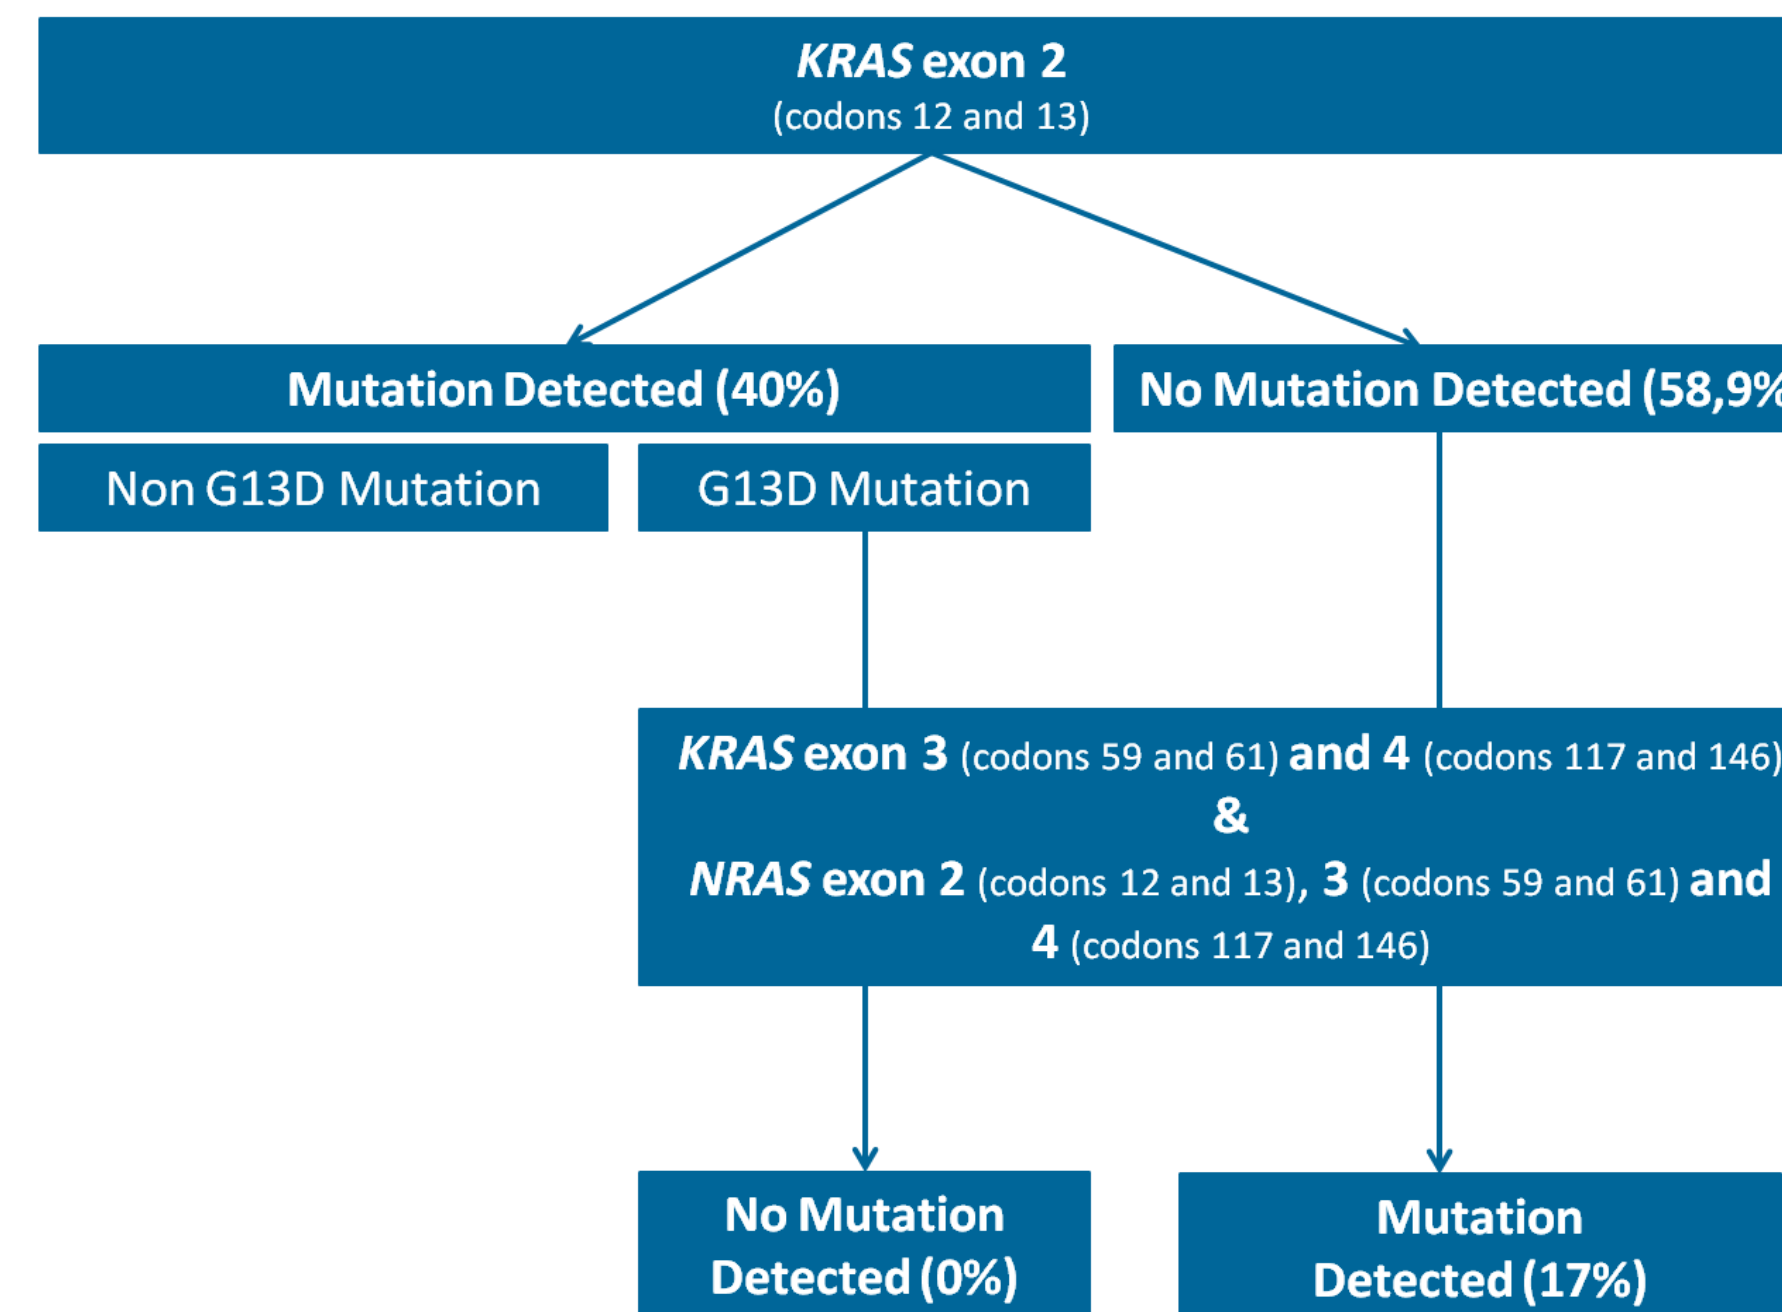 KRAS exon 2
(codons 12 and 13)
Mutation Detected (40%)
No Mutation Detected (58,9%
Non G13D Mutation
G13D Mutation
KRAS exon 3 (codons 59 and 61) and 4 (codons 117 and 146)
&
NRAS exon 2 (codons 12 and 13), 3 (codons 59 and 61) and
4 (codons 117 and 146)
No Mutation
Detected (0%)
Mutation
Detected (17%)